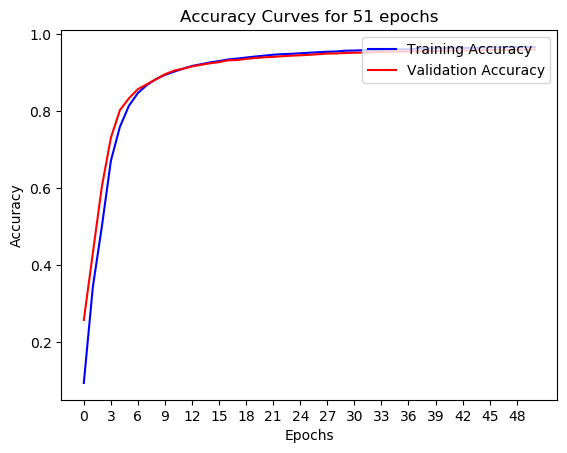 Accuracy Curves for 51 epochs
1.0
0.8
0.6
0.4
0.2
Accuracy
Training Accuracy
Validation Accuracy
0 3 6 9 12 15 18 21 24 27 30 33 36 39 42 45 48
Epochs